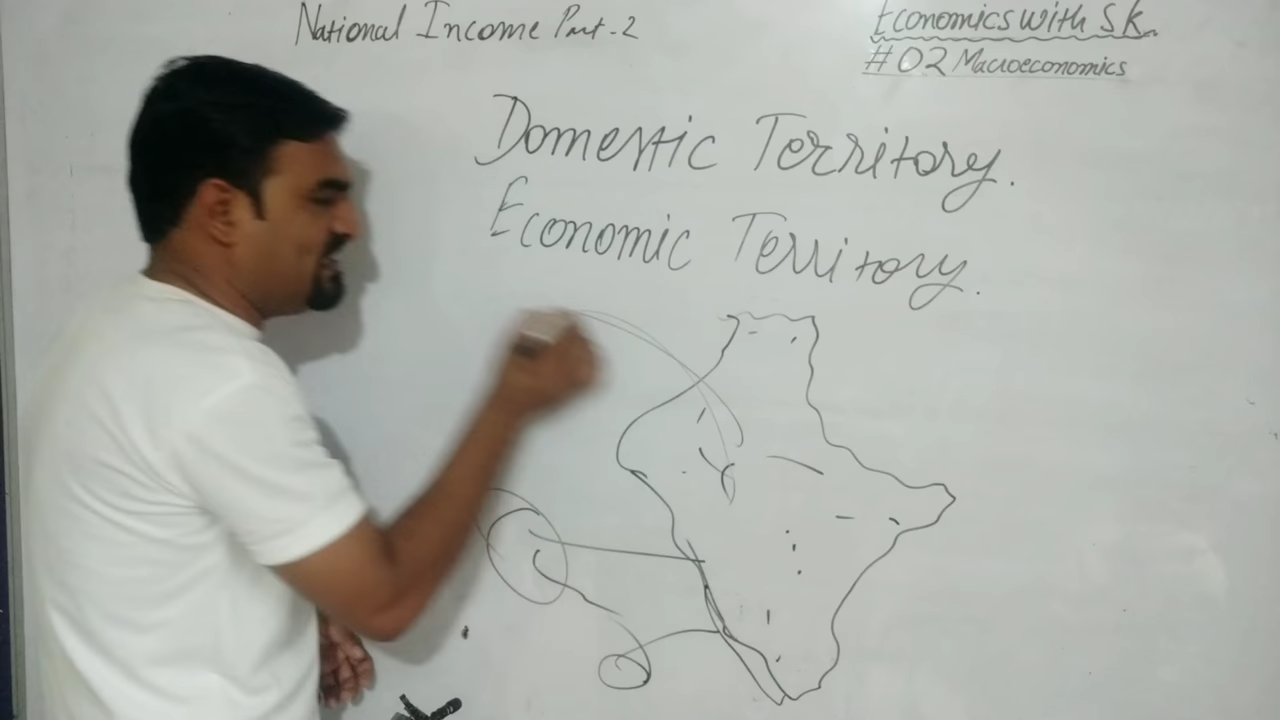 National Income Part-2
Economics with S.K.
#02 Macroeconomics
Domestic Territory.
Economic Territory.